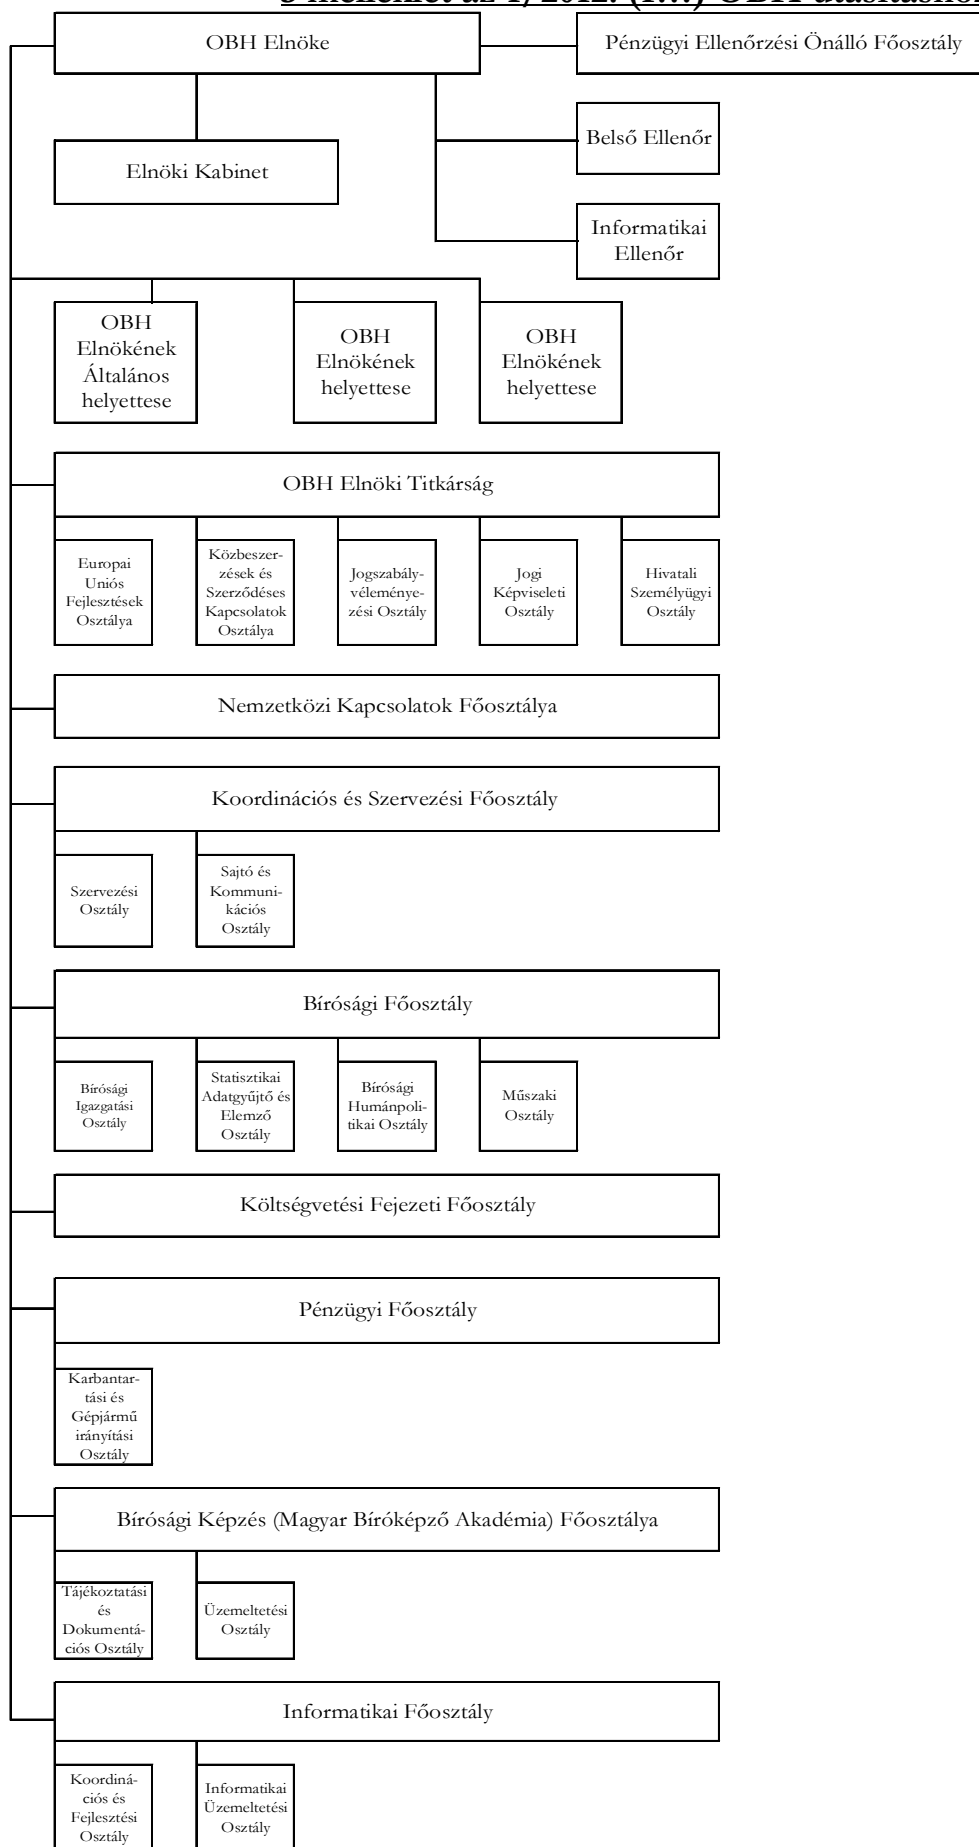 OBH Elnöke
Pénzügyi Ellenőrzési Önálló Főosztály
Belső Ellenőr
Elnöki Kabinet
Informatikai
Ellenőr
OBH
Elnökének
Általános
helyettese
OBH
Elnökének
helyettese
OBH
Elnökének
helyettese
OBH Elnöki Titkárság
Europai
Uniós
Fejlesztések
Osztálya
Közbeszer-
zések és
Szerződéses
Kapcsolatok
Osztálya
Jogszabály-
véleménye-
zési Osztály
Jogi
Képviseleti
Osztály
Hivatali
Személyügyi
Osztály
Nemzetközi Kapcsolatok Főosztálya
Koordinációs és Szervezési Főosztály
Szervezési
Osztály
Sajtó és
Kommuni-
kációs
Osztály
Bírósági Főosztály
Bírósági
Igazgatási
Osztály
Statisztikai
Adatgyűjtő és
Elemző
Osztály
Bírósági
Humánpoli-
tikai Osztály
Műszaki
Osztály
Költségvetési Fejezeti Főosztály
Pénzügyi Főosztály
Karbantar-
tási és
Gépjármű
irányítási
Osztály
Bírósági Képzés (Magyar Bíróképző Akadémia) Főosztálya
Tájékoztatási
és
Dokumentá-
ciós Osztály
Üzemeltetési
Osztály
Informatikai Főosztály
Koordiná-
ciós és
Fejlesztési
Osztály
Informatikai
Üzemeltetési
Osztály